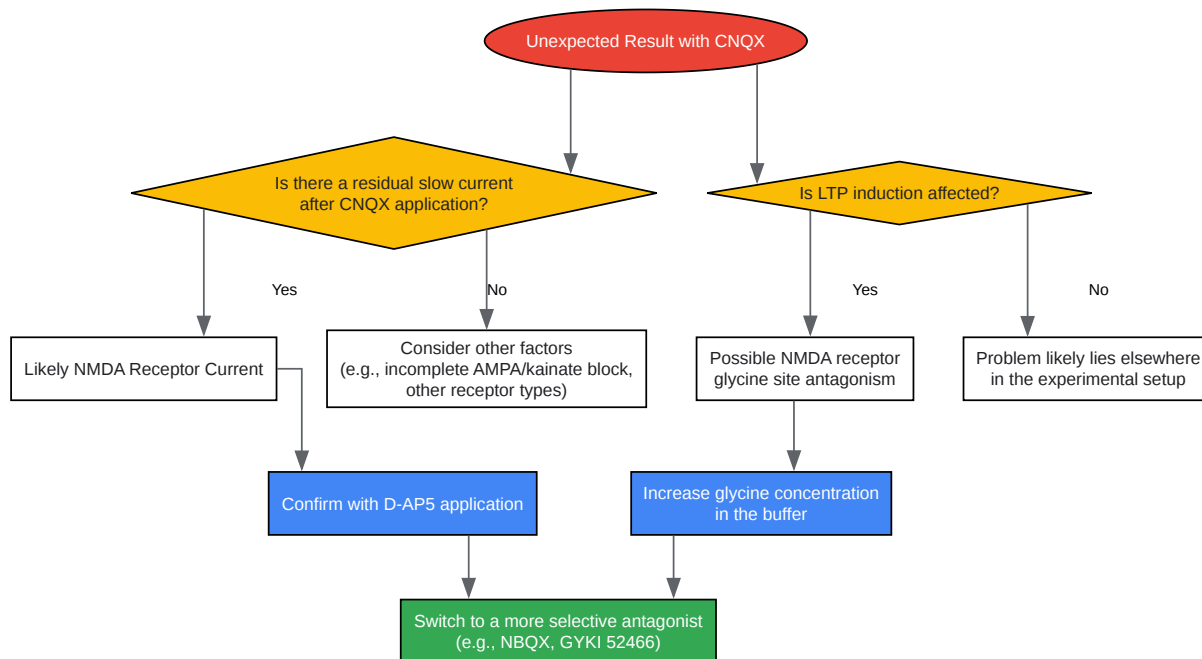 Unexpected Result with CNQX
Is there a residual slow current
after CNQX application?
Is LTP induction affected?
Yes
No
Yes
No
Likely NMDA Receptor Current
Consider other factors
(e.g., incomplete AMPA/kainate block,
other receptor types)
Possible NMDA receptor
glycine site antagonism
Problem likely lies elsewhere
in the experimental setup
Confirm with D-AP5 application
Increase glycine concentration
in the buffer
Switch to a more selective antagonist
(e.g., NBQX, GYKI 52466)